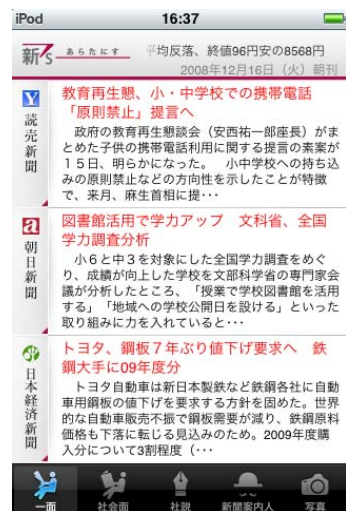 iPod 16:37
新's あらたにす 平均反落、終値96円安の8568円
2008年12月16日（火）朝刊
Y
読売新聞
教育再生懇、小・中学校での携帯電話
「原則禁止」提言へ
政府の教育再生懇談会（安西祐一郎座長）がま
とめた子供の携帯電話利用に関する提言の素案が
１５日、明らかになった。 小中学校への持ち込
みの原則禁止などの方向性を示したことが特徴
で、来月、麻生首相に提･･･
a
朝日新聞
図書館活用で学力アップ 文科省、全国
学力調査分析
小６と中３を対象にした全国学力調査をめぐ
り、成績が向上した学校を文部科学省の専門家会
議が分析したところ、「授業で学校図書館を活用
する」「地域への学校公開日を設ける」といった
取り組みに力を入れていると･･･
日本経済新聞
トヨタ、鋼板７年ぶり値下げ要求へ 鉄
鋼大手に09年度分
トヨタ自動車は新日本製鉄など鉄鋼各社に自動
車用鋼板の値下げを要求する方針を固めた。世界
的な自動車販売不振で鋼板需要が減り、鉄鋼原料
価格も下落に転じる見込みのため。2009年度購
入分について3割程度（･･･
一面 社会面 社説 新聞案内人 写真